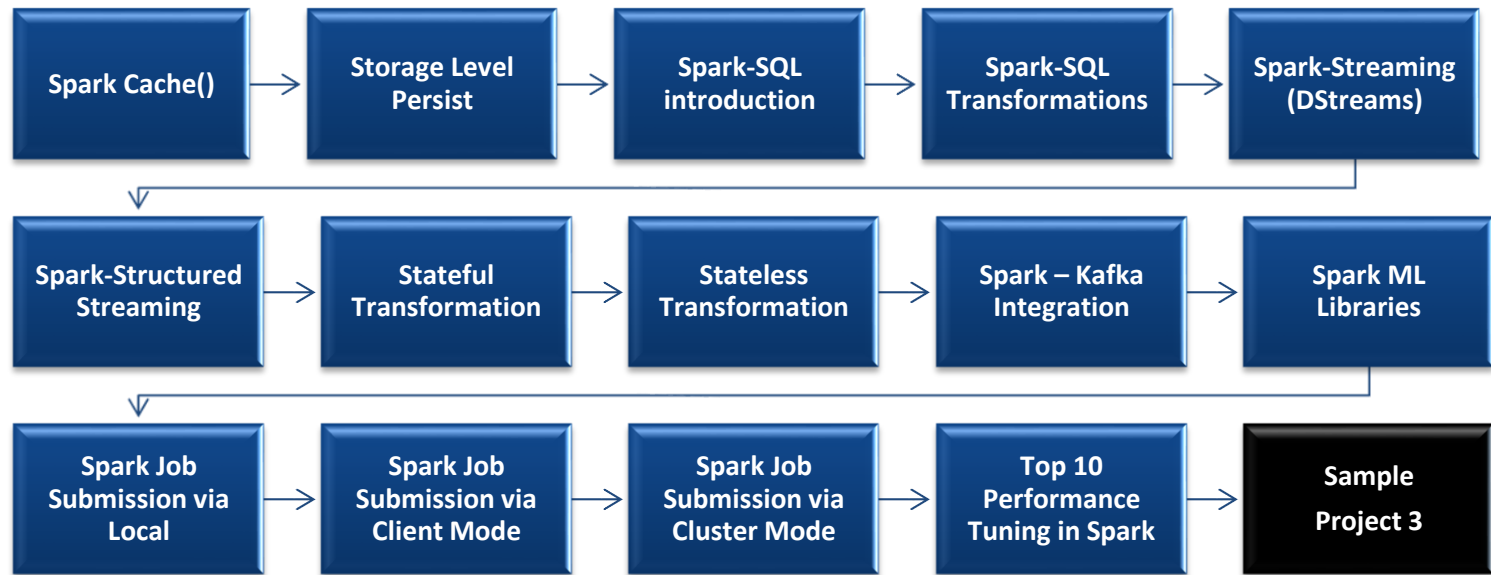 Spark Cache()
Storage Level
Persist
Spark-SQL
introduction
Spark-SQL
Transformations
Spark-Streaming
(DStreams)
Spark-Structured
Streaming
Stateful
Transformation
Stateless
Transformation
Spark – Kafka
Integration
Spark ML
Libraries
Spark Job
Submission via
Local
Spark Job
Submission via
Client Mode
Spark Job
Submission via
Cluster Mode
Top 10
Performance
Tuning in Spark
Sample
Project 3